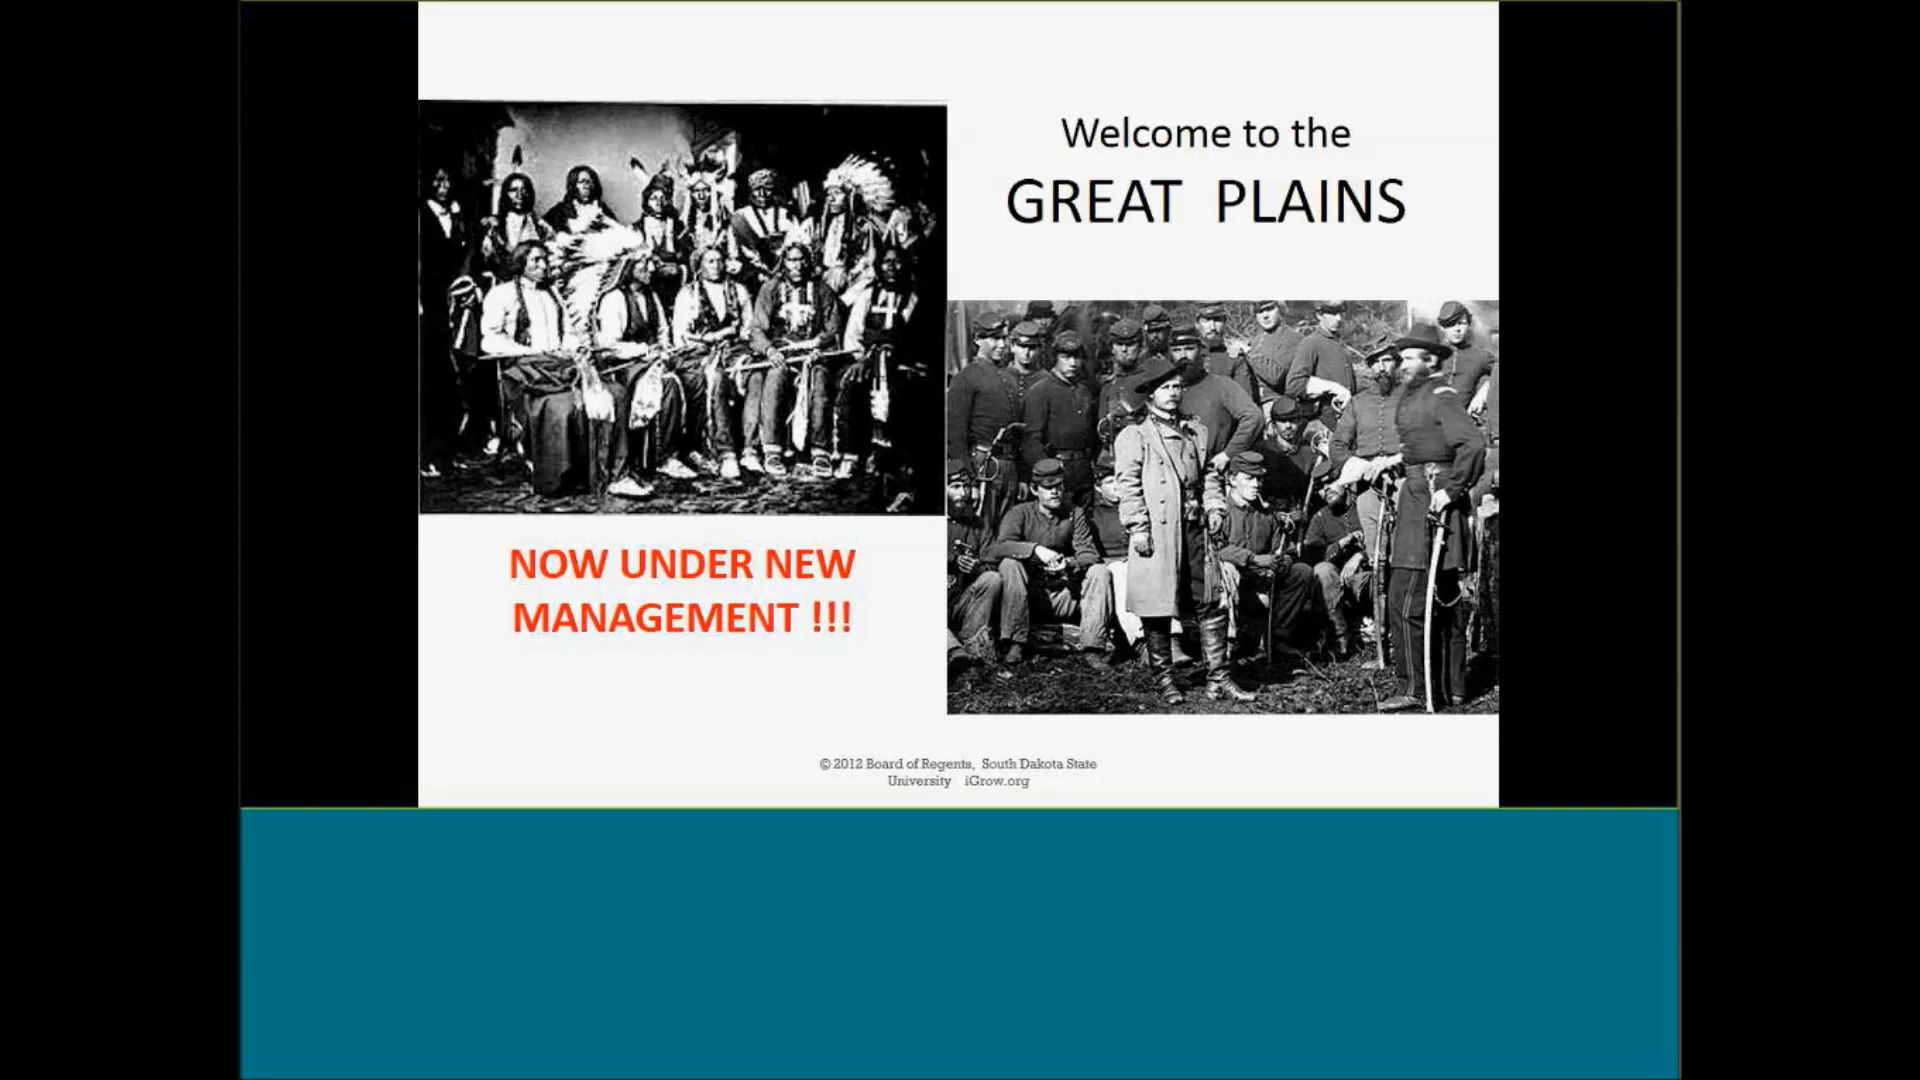 Welcome to the
GREAT PLAINS
NOW UNDER NEW
MANAGEMENT !!!
© 2012 Board of Regents, South Dakota State
University iGrow.org